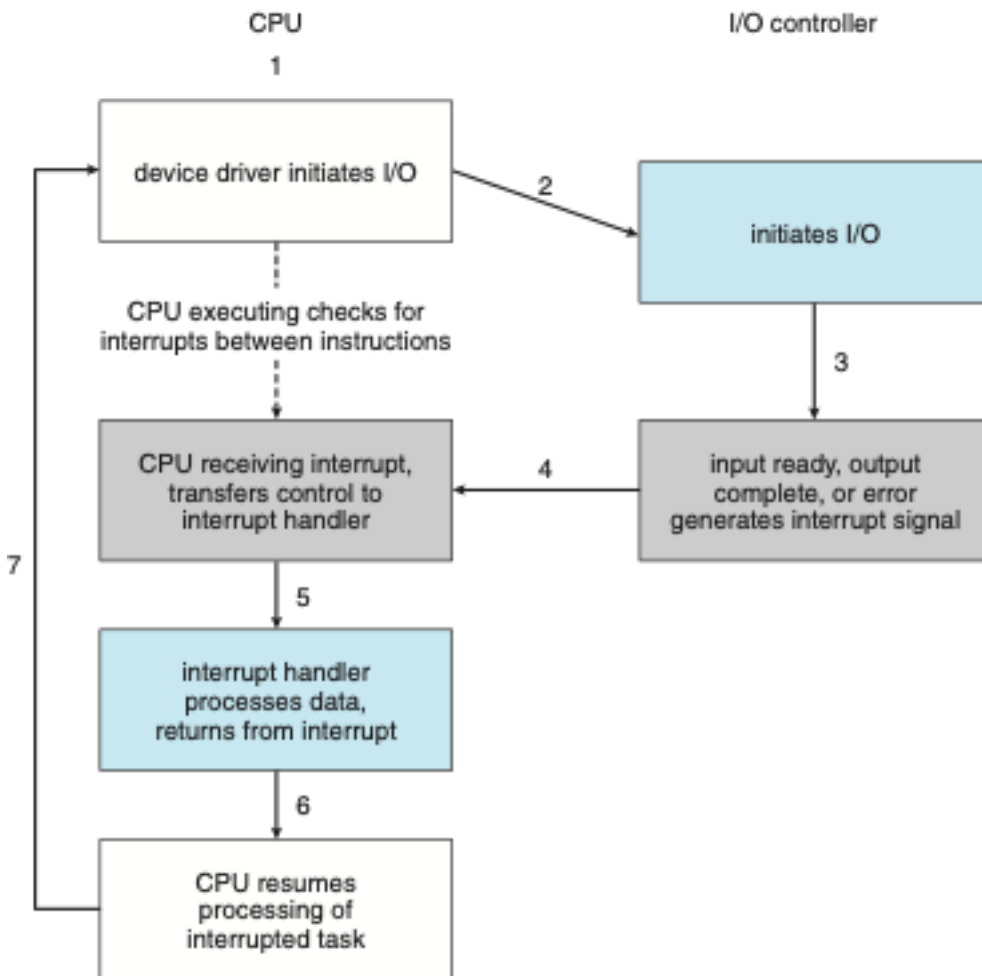 CPU
I/O controller
1
device driver initiates I/O
2
initiates I/O
CPU executing checks for
interrupts between instructions
3
CPU receiving interrupt,
transfers control to
interrupt handler
4
input ready, output
complete, or error
generates interrupt signal
7
5
interrupt handler
processes data,
returns from interrupt
6
CPU resumes
processing of
interrupted task